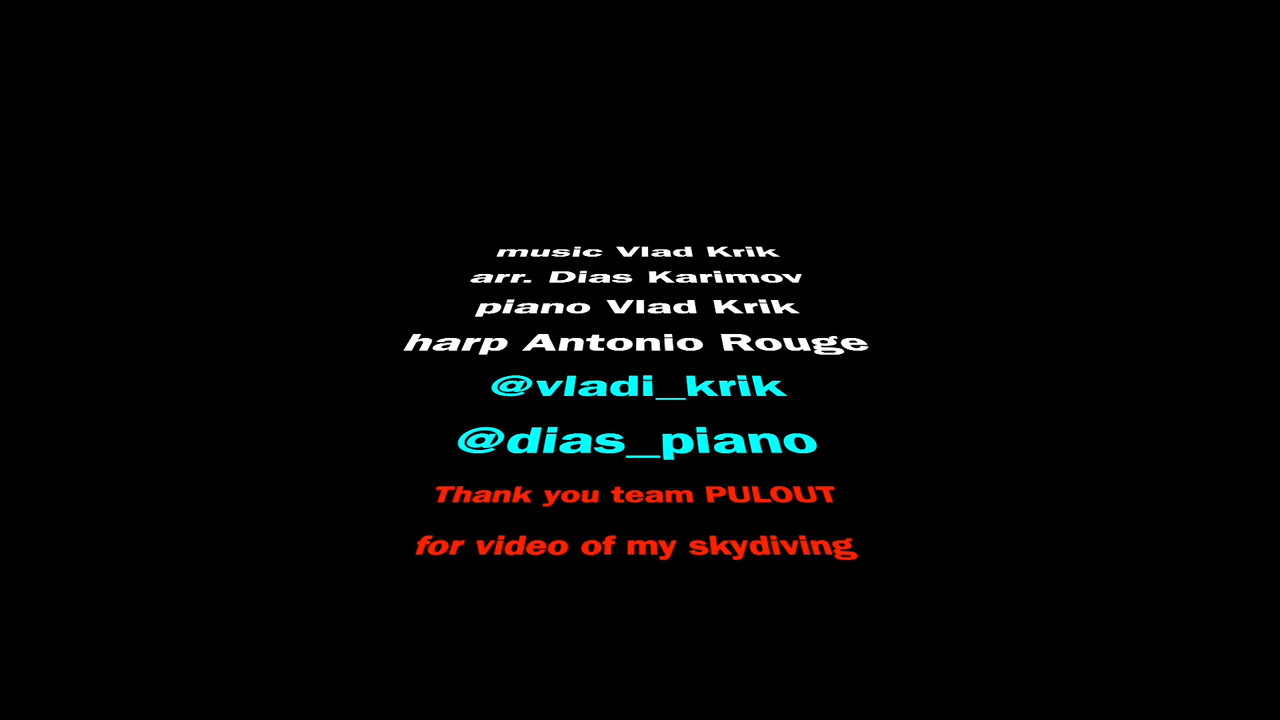 music Vlad Krik
arr. Dias Karimov
piano Vlad Krik
harp Antonio Rouge
@vladi_krik
@dias_piano
Thank you team PULOUT
for video of my skydiving